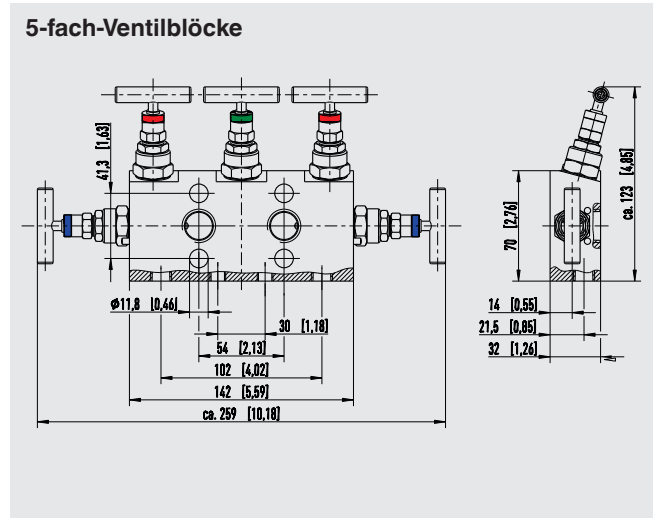 5-fach-Ventilblöcke
41,3 [1,63]
ø11,8 [0,46]
30 [1,18]
54 [2,13]
102 [4,02]
142 [5,59]
ca. 259 [10,18]
70 [2,76]
ca. 123 [4,85]
14 [0,55]
21,5 [0,85]
32 [1,26]